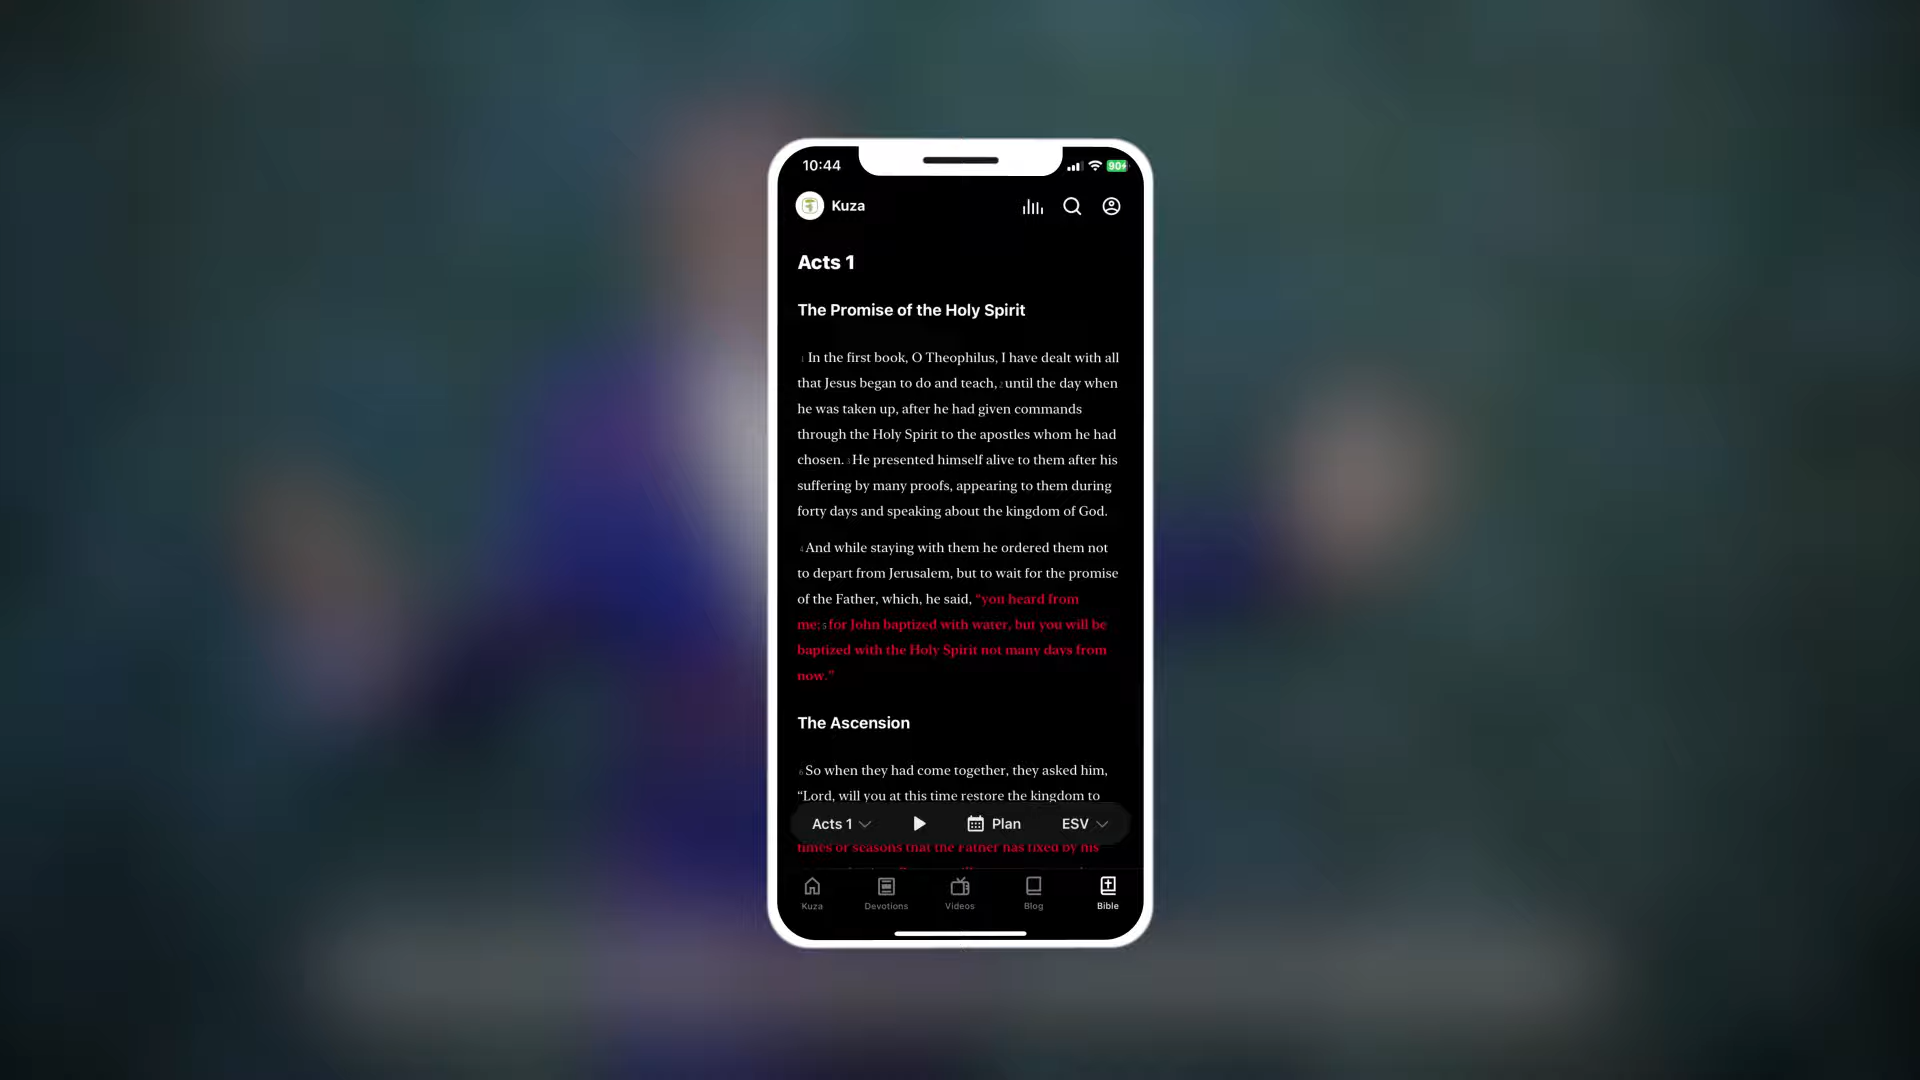 10:44
90
Kuza
Acts 1
The Promise of the Holy Spirit
1 In the first book, O Theophilus, I have dealt with all
that Jesus began to do and teach, 2 until the day when
he was taken up, after he had given commands
through the Holy Spirit to the apostles whom he had
chosen. 3 He presented himself alive to them after his
suffering by many proofs, appearing to them during
forty days and speaking about the kingdom of God.
4 And while staying with them he ordered them not
to depart from Jerusalem, but to wait for the promise
of the Father, which, he said, “you heard from
me; 5 for John baptized with water, but you will be
baptized with the Holy Spirit not many days from
now.”
The Ascension
6 So when they had come together, they asked him,
“Lord, will you at this time restore the kingdom to
Acts 1 Plan ESV
times or seasons that the Father has fixed by his
Kuza Devotions Videos Blog Bible